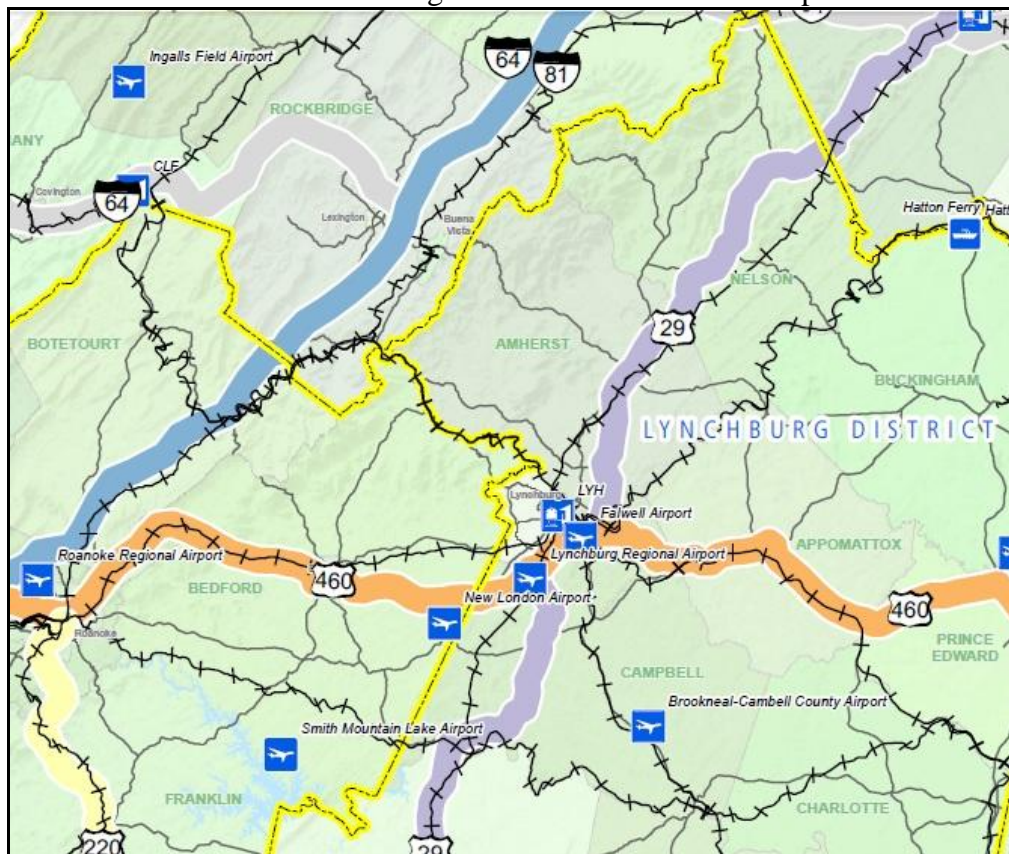 64
81
Ingalls Field Airport
ROCKBRIDGE
ANY
CLF
Covington
64
Lexington
Buena
Vista
Hatton Ferry
Hatt
NELSON
29
BOTETOURT
AMHERST
BUCKINGHAM
LYNCHBURG DISTRICT
Lynchburg
LYH
Falwell Airport
APPOMATTOX
Roanoke Regional Airport
Lynchburg Regional Airport
BEDFORD
460
New London Airport
460
Roanoke
PRINCE
EDWARD
CAMPBELL
Brookneal-Cambell County Airport
Smith Mountain Lake Airport
FRANKLIN
CHARLOTTE
220
29